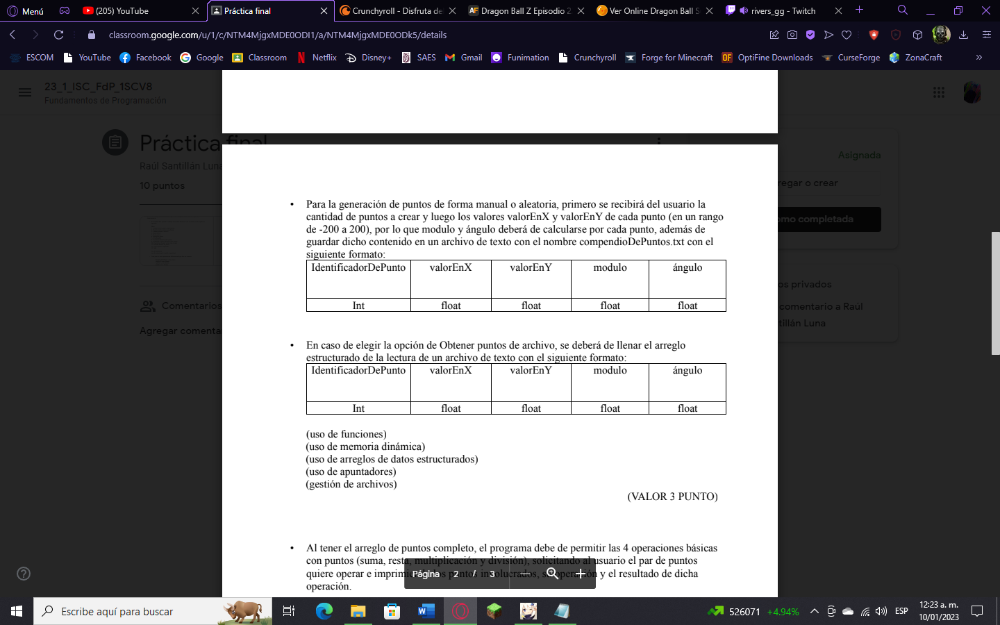 Menú
(205) YouTube
Práctica final
Crunchyroll - Disfruta de
Dragon Ball Z Episodio 2
Ver Online Dragon Ball S
rivers_gg - Twitch
classroom.google.com/u/1/c/NTM4MjgxMDE0ODI1/a/NTM4MjgxMDE0ODk5/details
ESCOM
YouTube
Facebook
Google
Classroom
Netflix
Disney+
SAES
Gmail
Funimation
Crunchyroll
Forge for Minecraft
OptiFine Downloads
CurseForge
ZonaCraft
23_1_ISC_FdP_1SCV8
Fundamentos de Programación
Práctica final
Raúl Santillán Luna
10 puntos
Comentarios
Agregar comenta
Asignada
regar o crear
omo completada
os privados
comentario a Raúl
tillán Luna
• Para la generación de puntos de forma manual o aleatoria, primero se recibirá del usuario la
cantidad de puntos a crear y luego los valores valorEnX y valorEnY de cada punto (en un rango
de -200 a 200), por lo que modulo y ángulo deberá de calcularse por cada punto, además de
guardar dicho contenido en un archivo de texto con el nombre compendioDePuntos.txt con el
siguiente formato:
IdentificadorDePunto valorEnX valorEnY modulo ángulo
Int float float float float
• En caso de elegir la opción de Obtener puntos de archivo, se deberá de llenar el arreglo
estructurado de la lectura de un archivo de texto con el siguiente formato:
IdentificadorDePunto valorEnX valorEnY modulo ángulo
Int float float float float
(uso de funciones)
(uso de memoria dinámica)
(uso de arreglos de datos estructurados)
(uso de apuntadores)
(gestión de archivos)
(VALOR 3 PUNTO)
• Al tener el arreglo de puntos completo, el programa debe de permitir las 4 operaciones básicas
con puntos (suma, resta, multiplicación y división), solicitando al usuario el par de puntos
quiere operar e imprimiendo los puntos involucrados, su operación y el resultado de dicha
operación.
Página 2 / 3
Escribe aquí para buscar
526071 +4.94%
ESP
12:23 a. m.
10/01/2023